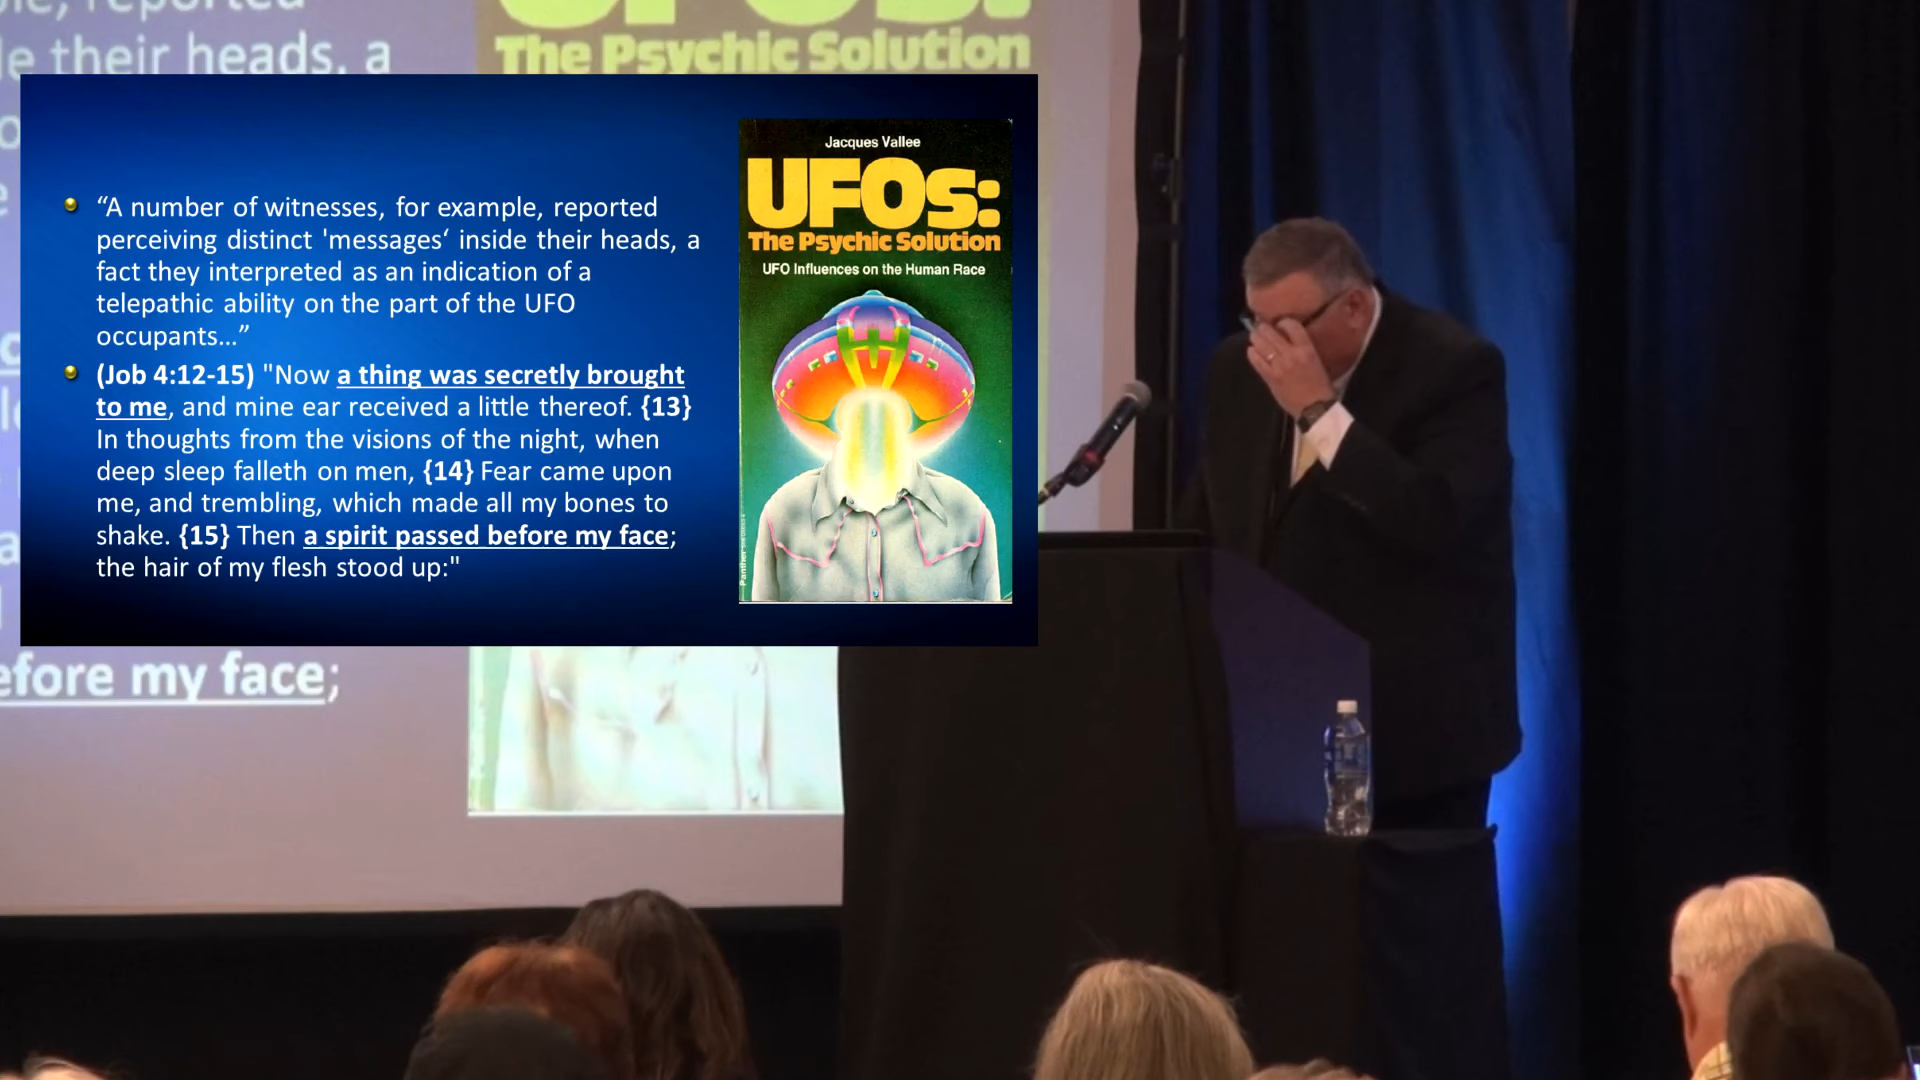 ple, reported
de their heads, a
UFOs:
The Psychic Solution
“A number of witnesses, for example, reported
perceiving distinct 'messages‘ inside their heads, a
fact they interpreted as an indication of a
telepathic ability on the part of the UFO
occupants...”
(Job 4:12-15) "Now a thing was secretly brought
to me, and mine ear received a little thereof. {13}
In thoughts from the visions of the night, when
deep sleep falleth on men, {14} Fear came upon
me, and trembling, which made all my bones to
shake. {15} Then a spirit passed before my face;
the hair of my flesh stood up:"
Jacques Vallee
UFOs:
The Psychic Solution
UFO Influences on the Human Race
Panther
efore my face;